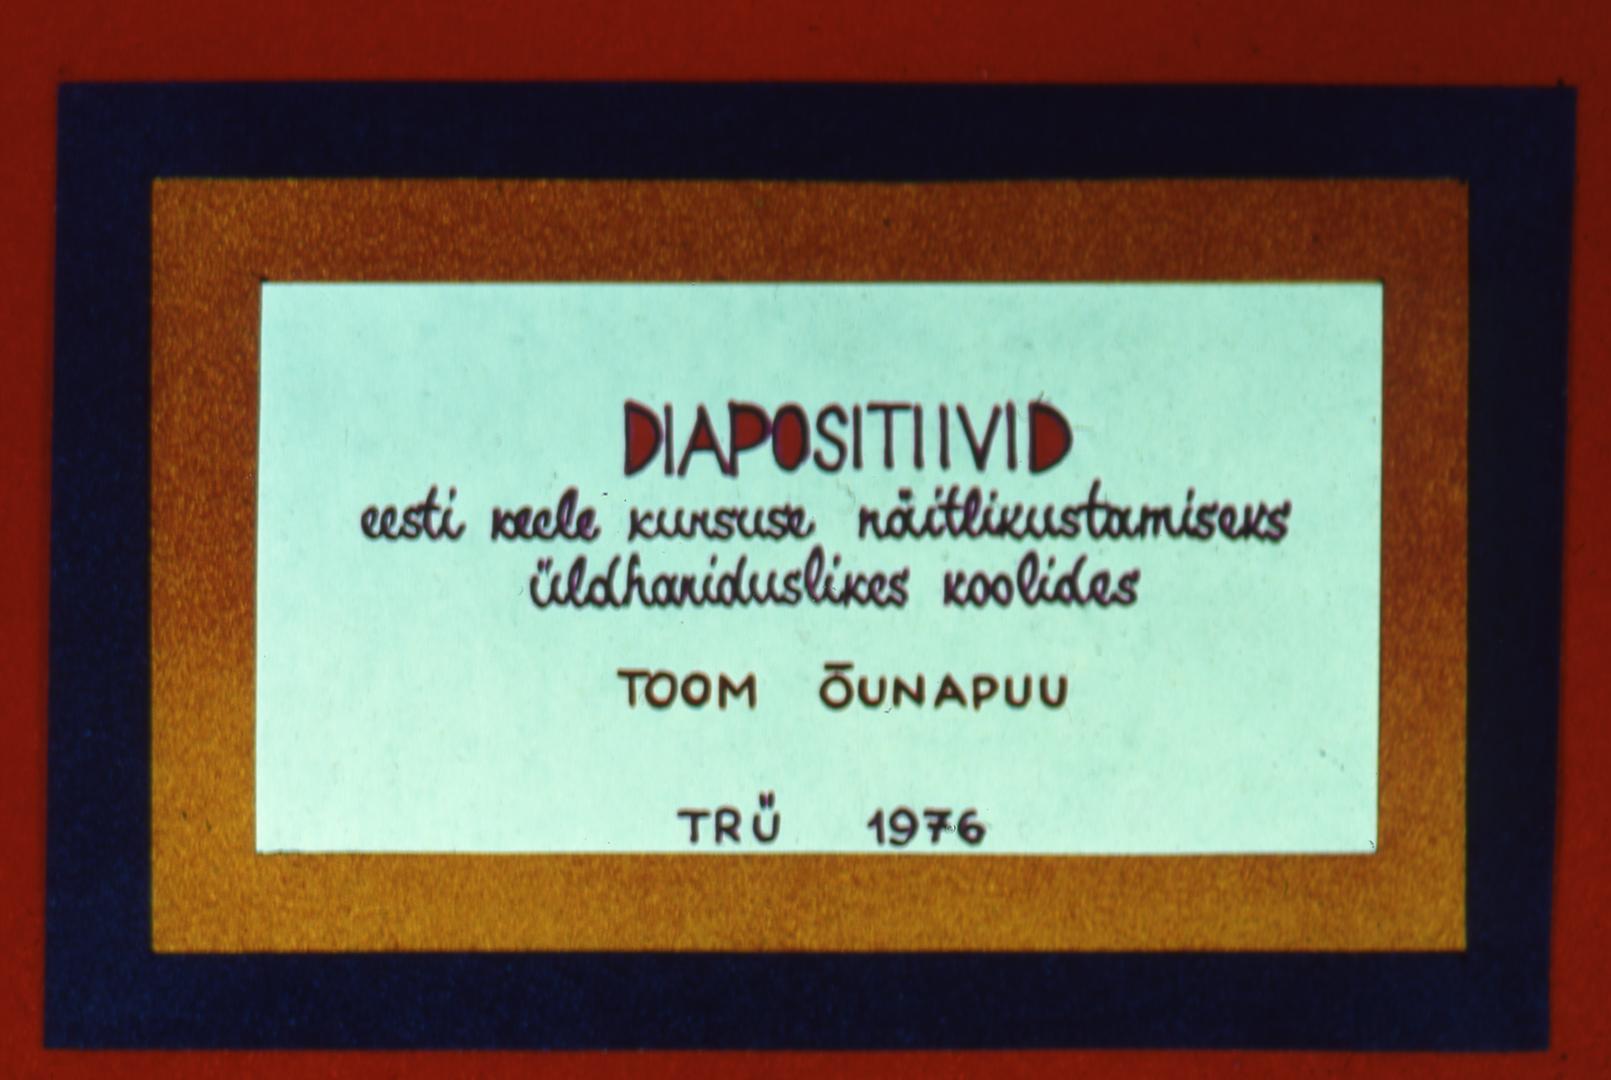 DIAPOSITIIVID
eesti keele kursuse näitlikustamiseks
üldhariduslikes koolides
TOOM ÕUNAPUU
TRÜ 1976